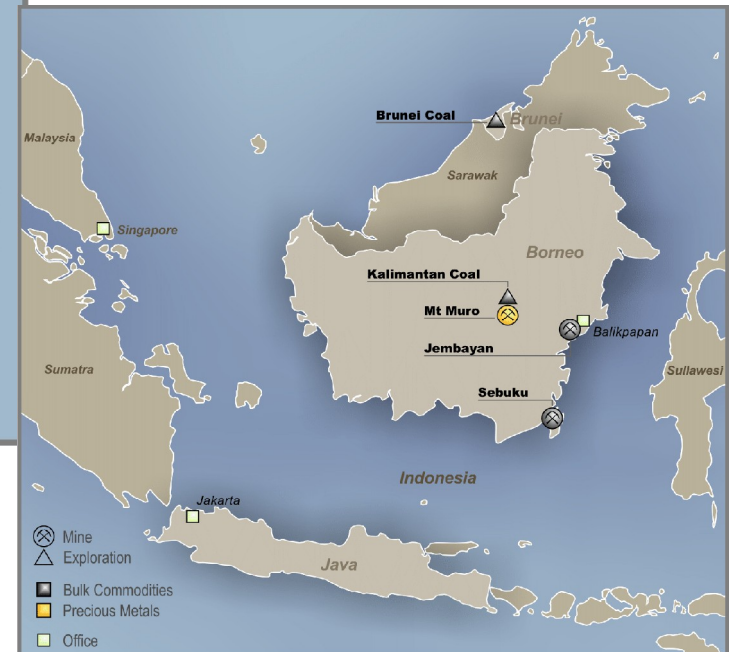 Brunei Coal
Brunei
Malaysia
Sarawak
Singapore
Borneo
Kalimantan Coal
Mt Muro
Balikpapan
Jembayan
Sumatra
Sullawesi
Sebuku
Indonesia
Jakarta
Mine
Exploration
Java
Bulk Commodities
Precious Metals
Office